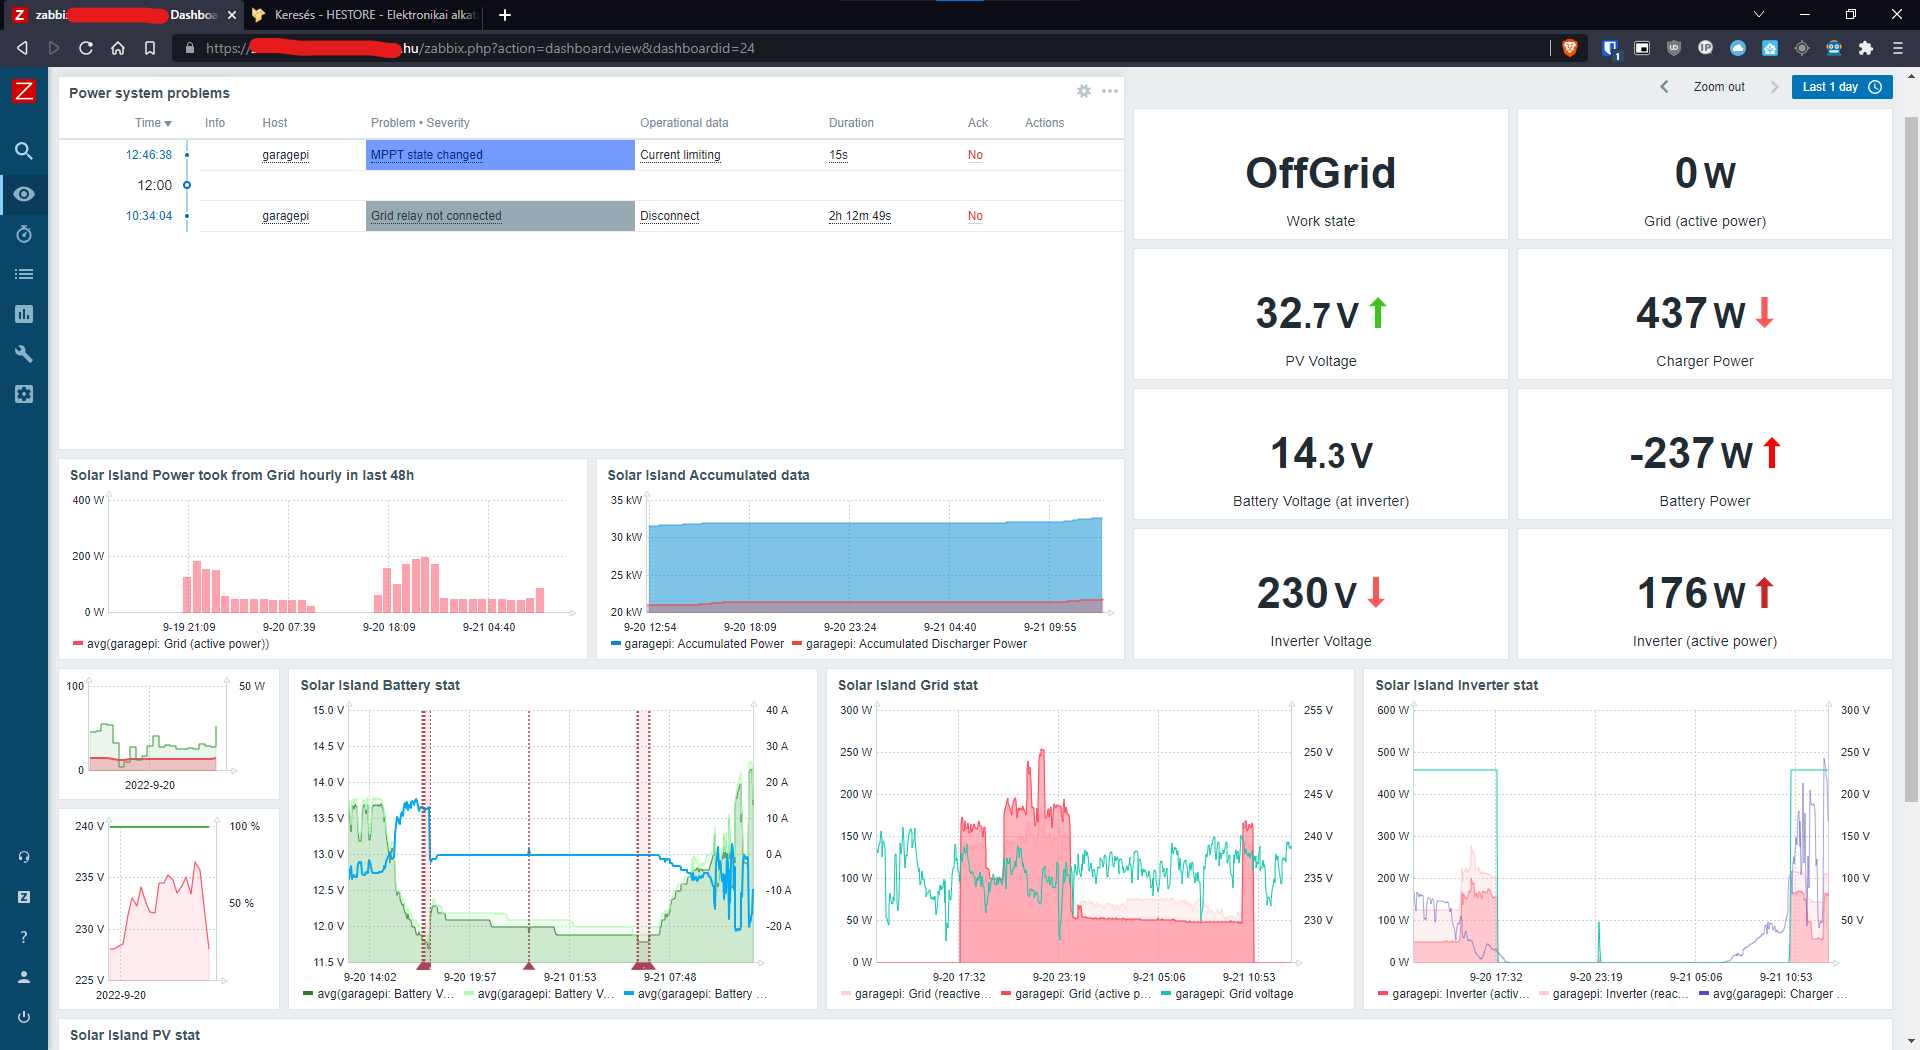 zabbix
Dashboa
Keresés - HESTORE - Elektronikai alkat
https://
.hu/zabbix.php?action=dashboard.view&dashboardid=24
1
Z
Power system problems
Time Info Host Problem • Severity Operational data Duration Ack Actions
12:46:38 garagepi MPPT state changed Current limiting 15s No
12:00
10:34:04 garagepi Grid relay not connected Disconnect 2h 12m 49s No
Zoom out
Last 1 day
OffGrid
Work state
0 W
Grid (active power)
32.7 V
PV Voltage
437 W
Charger Power
14.3 V
Battery Voltage (at inverter)
-237 W
Battery Power
230 V
Inverter Voltage
176 W
Inverter (active power)
Solar Island Power took from Grid hourly in last 48h
400 W
200 W
0 W
9-19 21:09 9-20 07:39 9-20 18:09 9-21 04:40
avg(garagepi: Grid (active power))
Solar Island Accumulated data
35 kW
30 kW
25 kW
20 kW
9-20 12:54 9-20 18:09 9-20 23:24 9-21 04:40 9-21 09:55
garagepi: Accumulated Power garagepi: Accumulated Discharger Power
100 50 W
0
2022-9-20
240 V 100 %
235 V
50 %
230 V
225 V
2022-9-20
Solar Island Battery stat
15.0 V 40 A
14.5 V 30 A
14.0 V 20 A
13.5 V 10 A
13.0 V 0 A
12.5 V -10 A
12.0 V -20 A
11.5 V
9-20 14:02 9-20 19:57 9-21 01:53 9-21 07:48
avg(garagepi: Battery V... avg(garagepi: Battery V... avg(garagepi: Battery ...
Solar Island Grid stat
300 W 255 V
250 W 250 V
200 W 245 V
150 W 240 V
100 W 235 V
50 W 230 V
0 W
9-20 17:32 9-20 23:19 9-21 05:06 9-21 10:53
garagepi: Grid (reactive... garagepi: Grid (active p... garagepi: Grid voltage
Solar Island Inverter stat
600 W 300 V
500 W 250 V
400 W 200 V
300 W 150 V
200 W 100 V
100 W 50 V
0 W
9-20 17:32 9-20 23:19 9-21 05:06 9-21 10:53
garagepi: Inverter (activ... garagepi: Inverter (reac... avg(garagepi: Charger ...
Solar Island PV stat